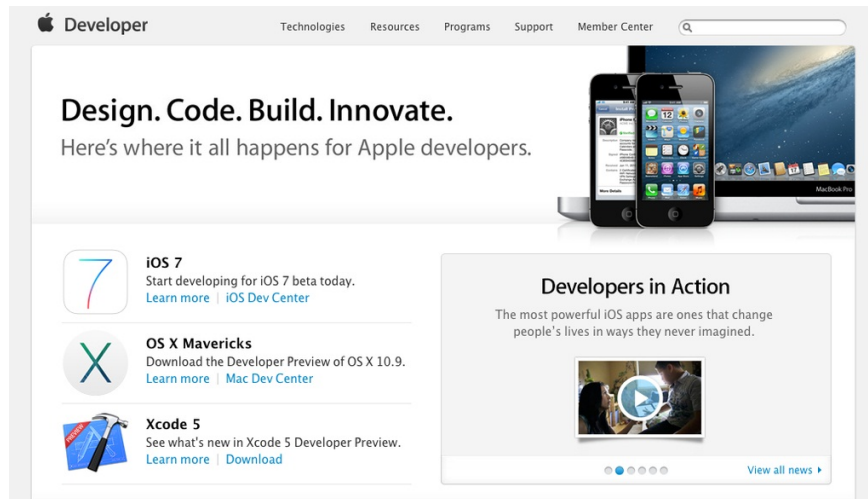 Developer
Technologies Resources Programs Support Member Center
Design. Code. Build. Innovate.
Here's where it all happens for Apple developers.
MacBook Pro
iOS 7
Start developing for iOS 7 beta today.
Learn more | iOS Dev Center
OS X Mavericks
Download the Developer Preview of OS X 10.9.
Learn more | Mac Dev Center
PREVIEW
Xcode 5
See what's new in Xcode 5 Developer Preview.
Learn more | Download
Developers in Action
The most powerful iOS apps are ones that change
people's lives in ways they never imagined.
View all news